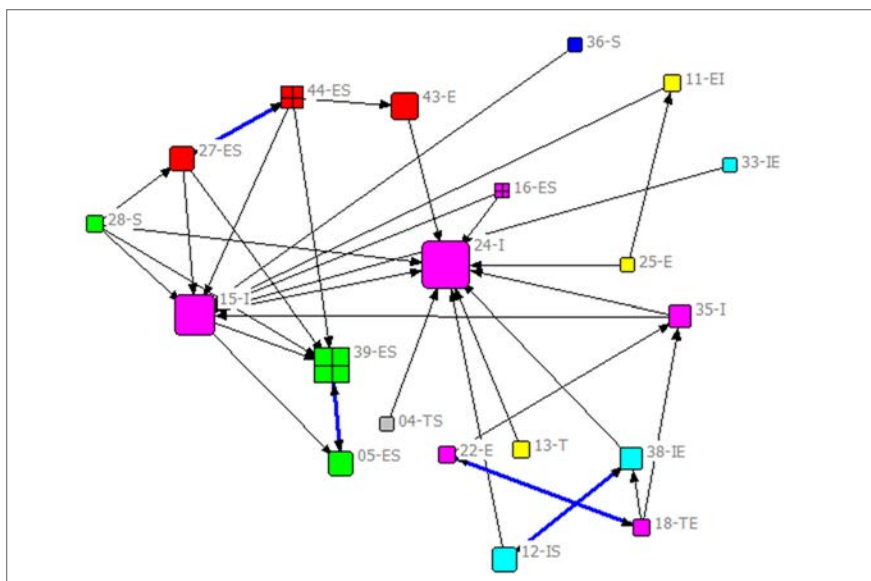 36-S
11-EI
44-ES
43-E
27-ES
33-IE
16-ES
28-S
24-I
25-E
15-I
35-I
39-ES
04-TS
13-T
22-E
38-IE
05-ES
18-TE
12-IS